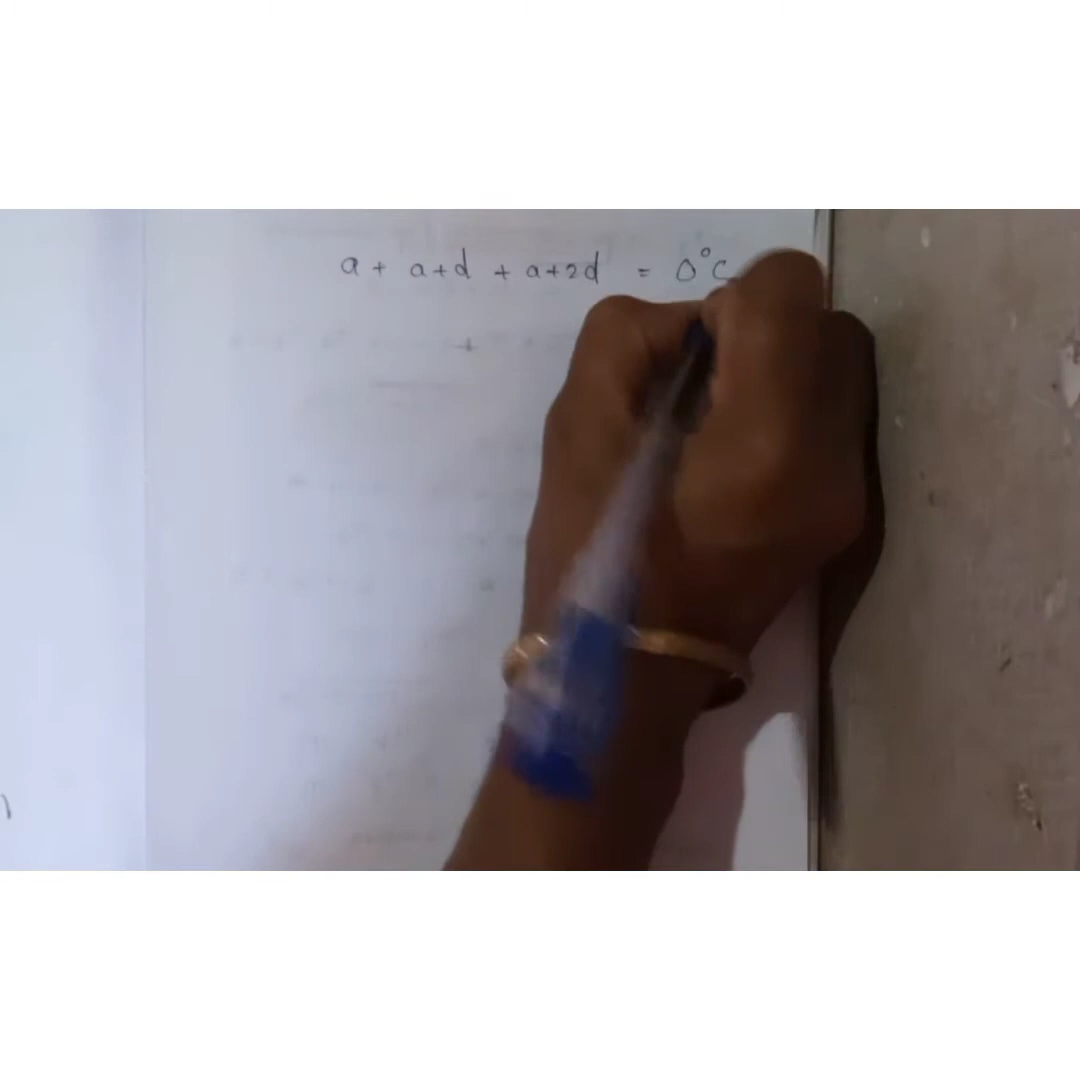 a + a+d + a+2d = 0°C